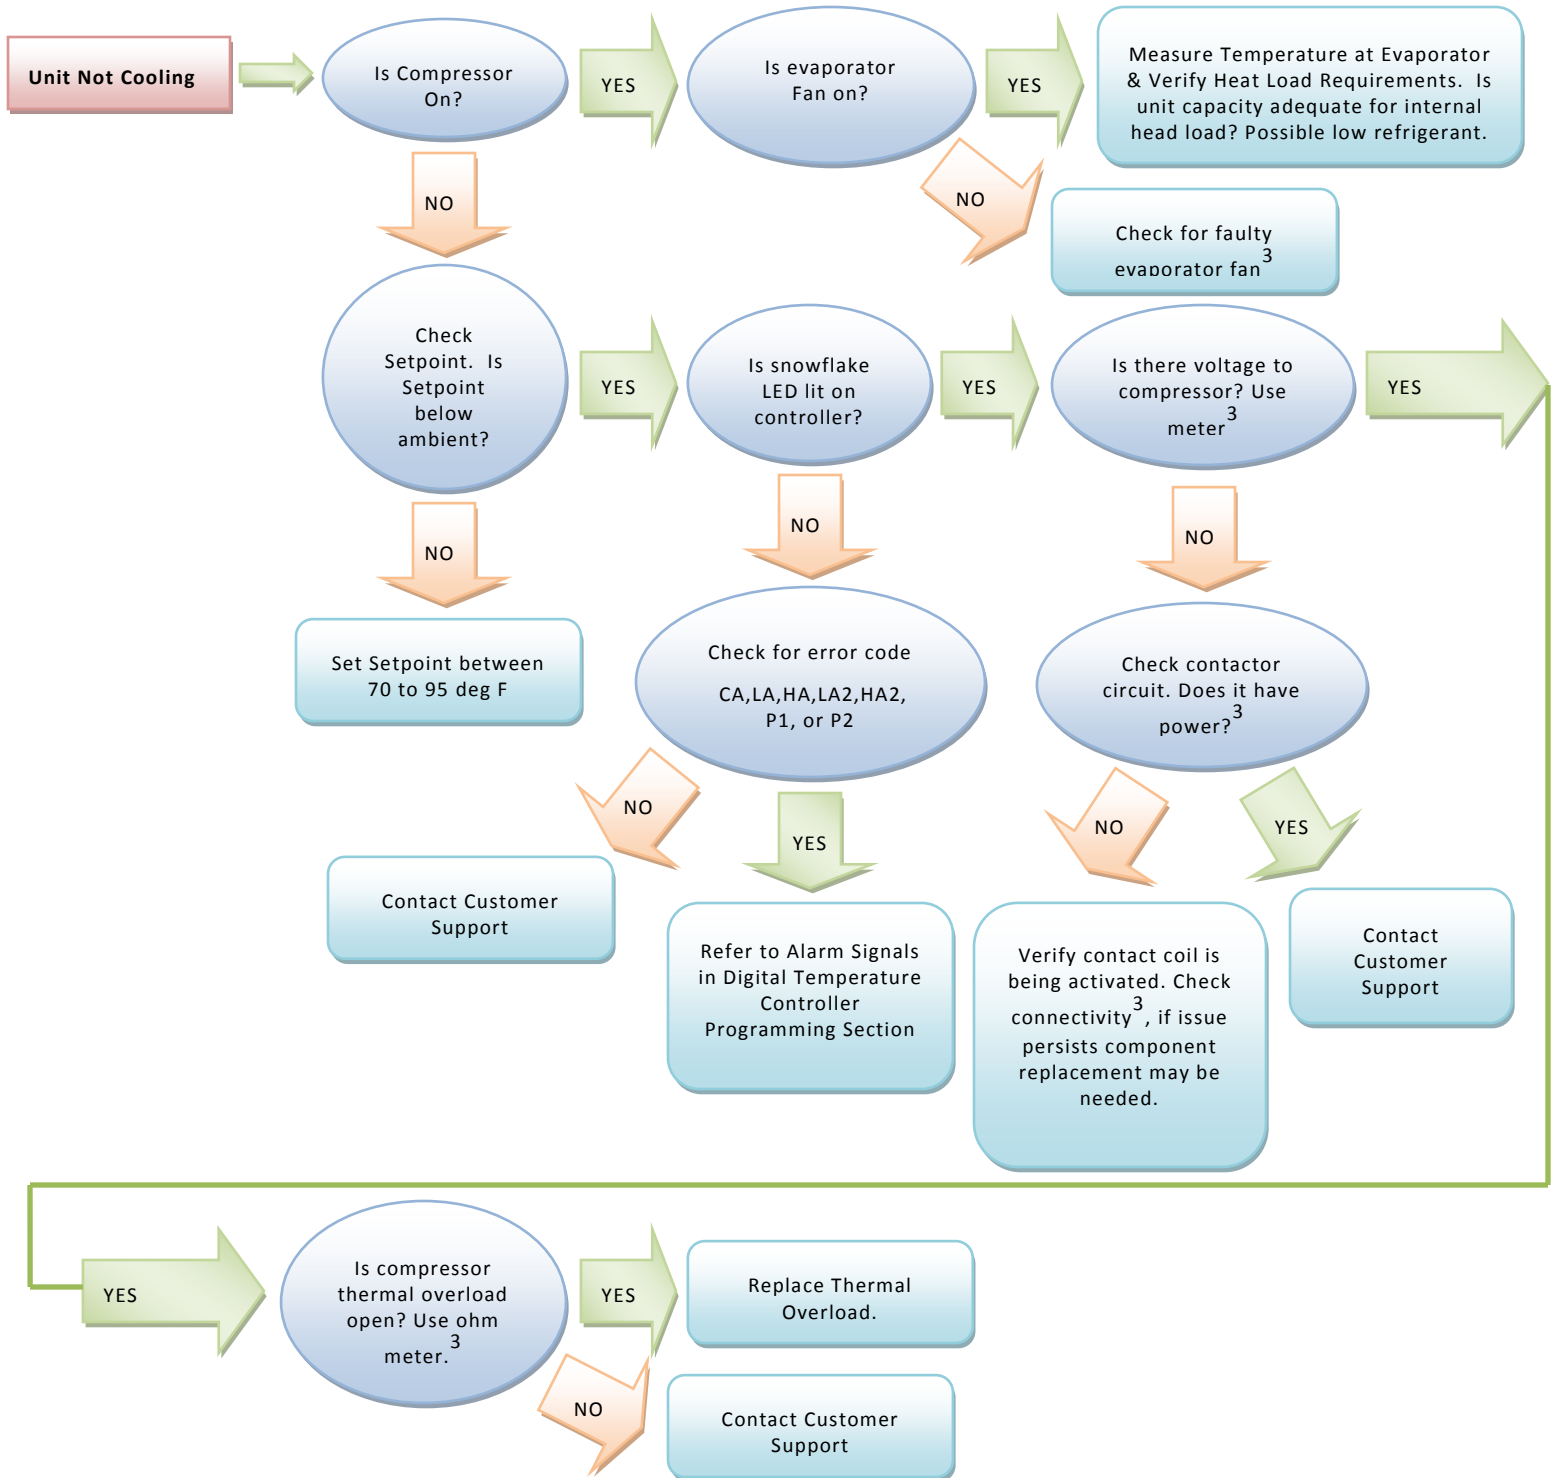 Unit Not Cooling
Is Compressor
On?
YES
Is evaporator
Fan on?
YES
Measure Temperature at Evaporator
& Verify Heat Load Requirements.  Is
unit capacity adequate for internal
head load? Possible low refrigerant.
NO
NO
Check for faulty
evaporator fan3
Check
Setpoint.  Is
Setpoint
below
ambient?
YES
Is snowflake
LED lit on
controller?
YES
Is there voltage to
compressor? Use
meter3
YES
NO
NO
NO
Set Setpoint between
70 to 95 deg F
Check for error code
CA,LA,HA,LA2,HA2,
P1, or P2
Check contactor
circuit. Does it have
power?3
NO
YES
NO
YES
Contact Customer
Support
Refer to Alarm Signals
in Digital Temperature
Controller
Programming Section
Verify contact coil is
being activated. Check
connectivity3, if issue
persists component
replacement may be
needed.
Contact
Customer
Support
YES
Is compressor
thermal overload
open? Use ohm
meter.3
YES
Replace Thermal
Overload.
NO
Contact Customer
Support